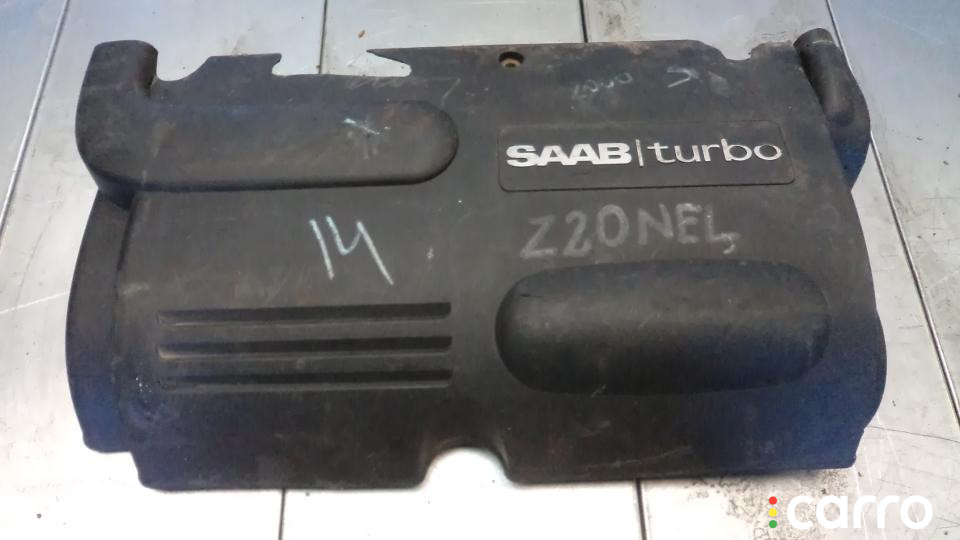 SAAB|turbo
14
Z20NEL
carro